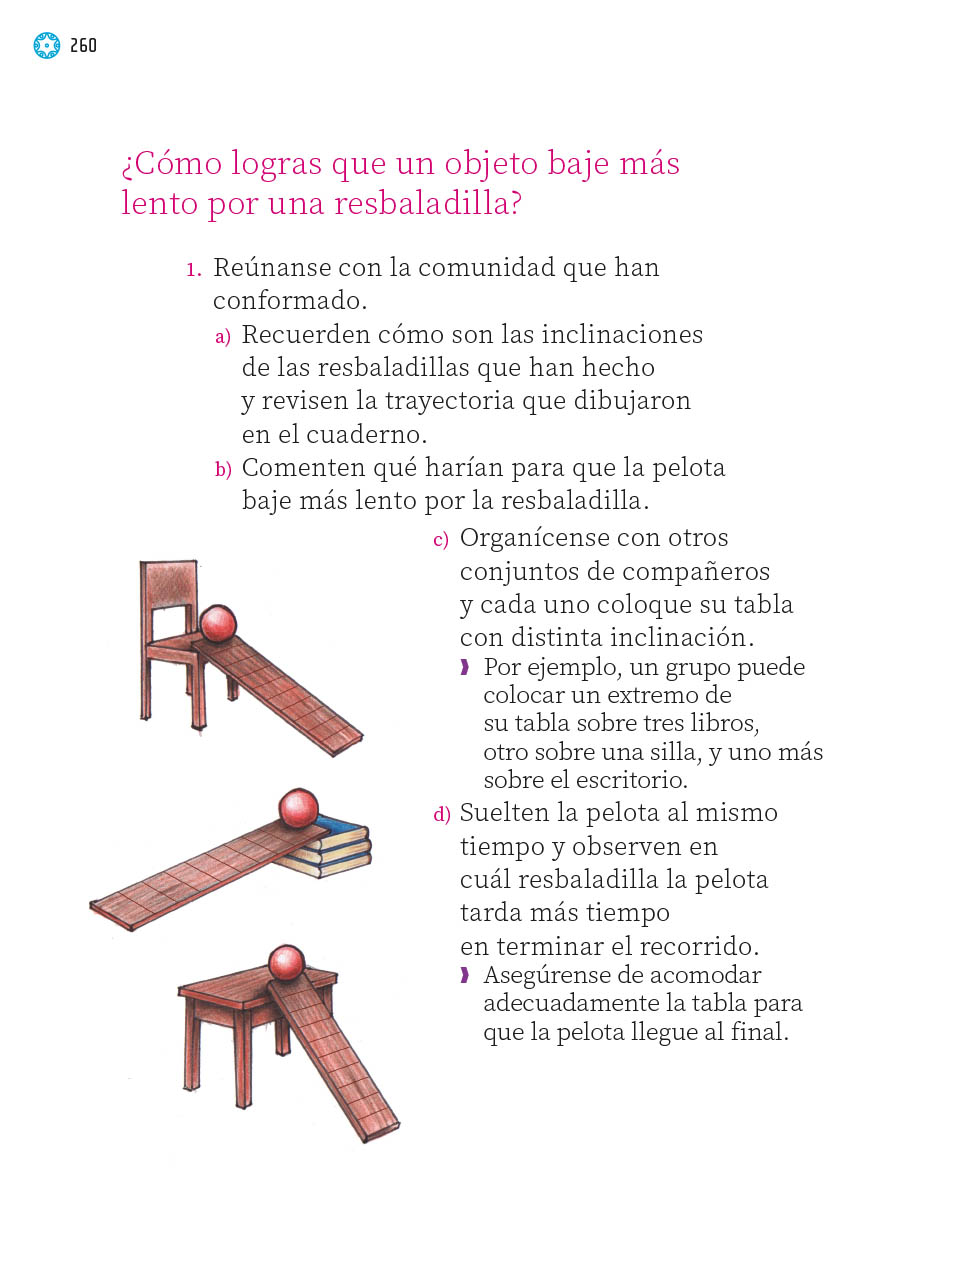 260
¿Cómo logras que un objeto baje más
lento por una resbaladilla?
1. Reúnanse con la comunidad que han
conformado.
a) Recuerden cómo son las inclinaciones
de las resbaladillas que han hecho
y revisen la trayectoria que dibujaron
en el cuaderno.
b) Comenten qué harían para que la pelota
baje más lento por la resbaladilla.
c) Organícense con otros
conjuntos de compañeros
y cada uno coloque su tabla
con distinta inclinación.
Por ejemplo, un grupo puede
colocar un extremo de
su tabla sobre tres libros,
otro sobre una silla, y uno más
sobre el escritorio.
d) Suelten la pelota al mismo
tiempo y observen en
cuál resbaladilla la pelota
tarda más tiempo
en terminar el recorrido.
Asegúrense de acomodar
adecuadamente la tabla para
que la pelota llegue al final.